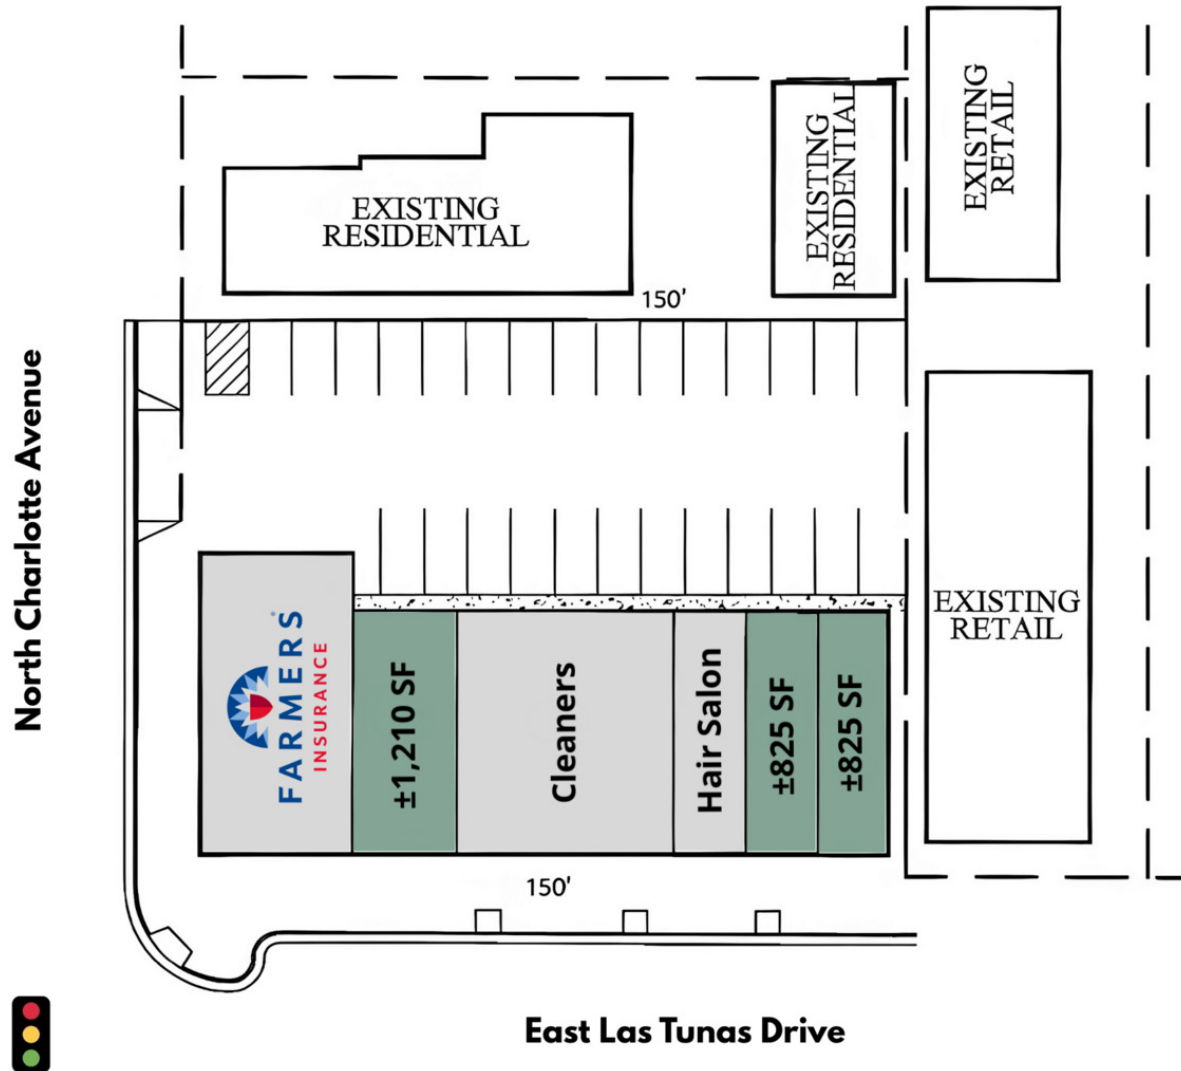 EXISTING
RESIDENTIAL
EXISTING
RESIDENTIAL
EXISTING
RETAIL
150'
North Charlotte Avenue
FARMERS®
INSURANCE
±1,210 SF
Cleaners
Hair Salon
±825 SF
±825 SF
EXISTING
RETAIL
150'
East Las Tunas Drive